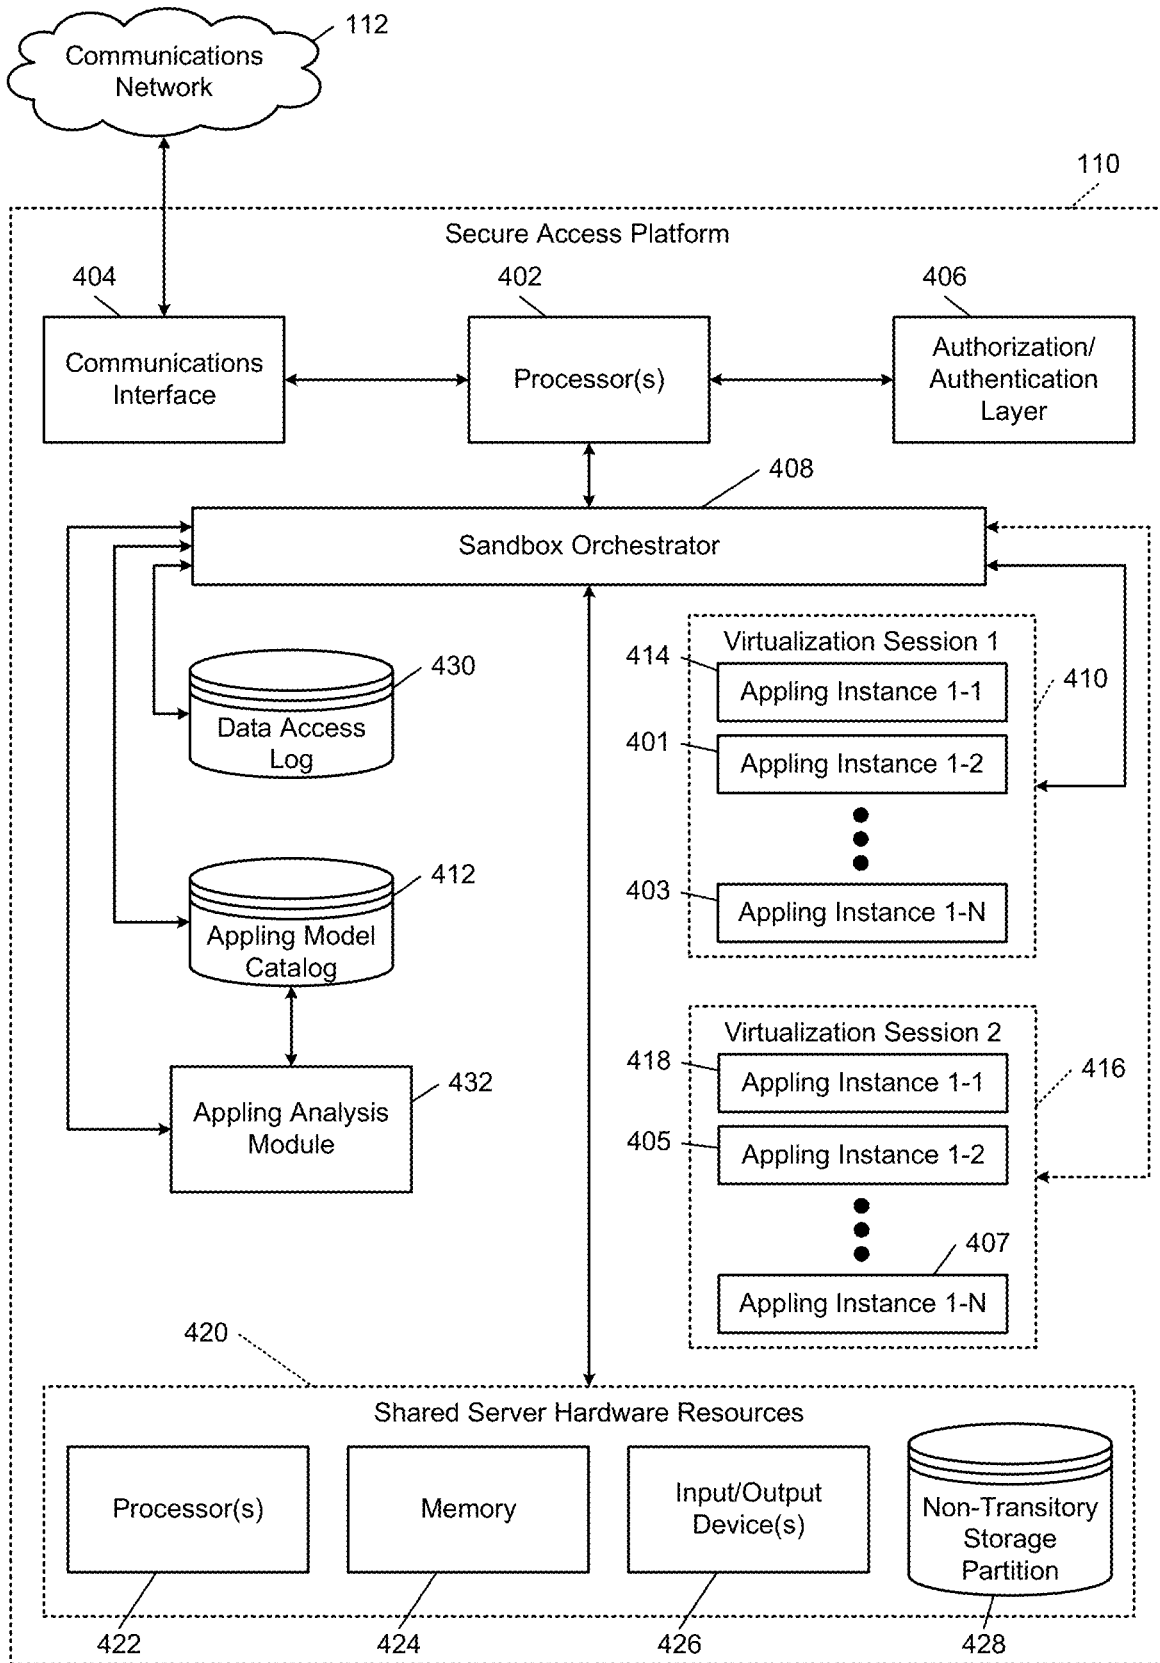 112
Communications
Network
110
Secure Access Platform
404
402
406
Communications
Interface
Processor(s)
Authorization/
Authentication
Layer
408
Sandbox Orchestrator
Virtualization Session 1
414
Appling Instance 1-1
410
430
Data Access
Log
401
Appling Instance 1-2
412
Appling Model
Catalog
403
Appling Instance 1-N
Virtualization Session 2
418
Appling Instance 1-1
416
432
Appling Analysis
Module
405
Appling Instance 1-2
407
Appling Instance 1-N
420
Shared Server Hardware Resources
Processor(s)
Memory
Input/Output
Device(s)
Non-Transitory
Storage
Partition
422
424
426
428